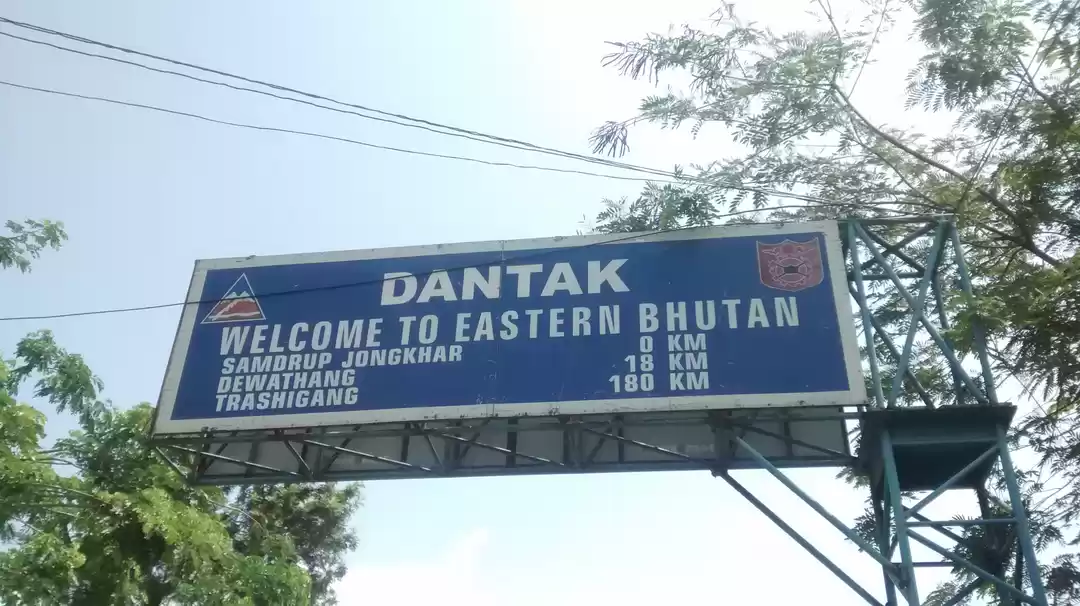 DANTAK
WELCOME TO EASTERN BHUTAN
SAMDRUP JONGKHAR 0 KM
DEWATHANG 18 KM
TRASHIGANG 180 KM